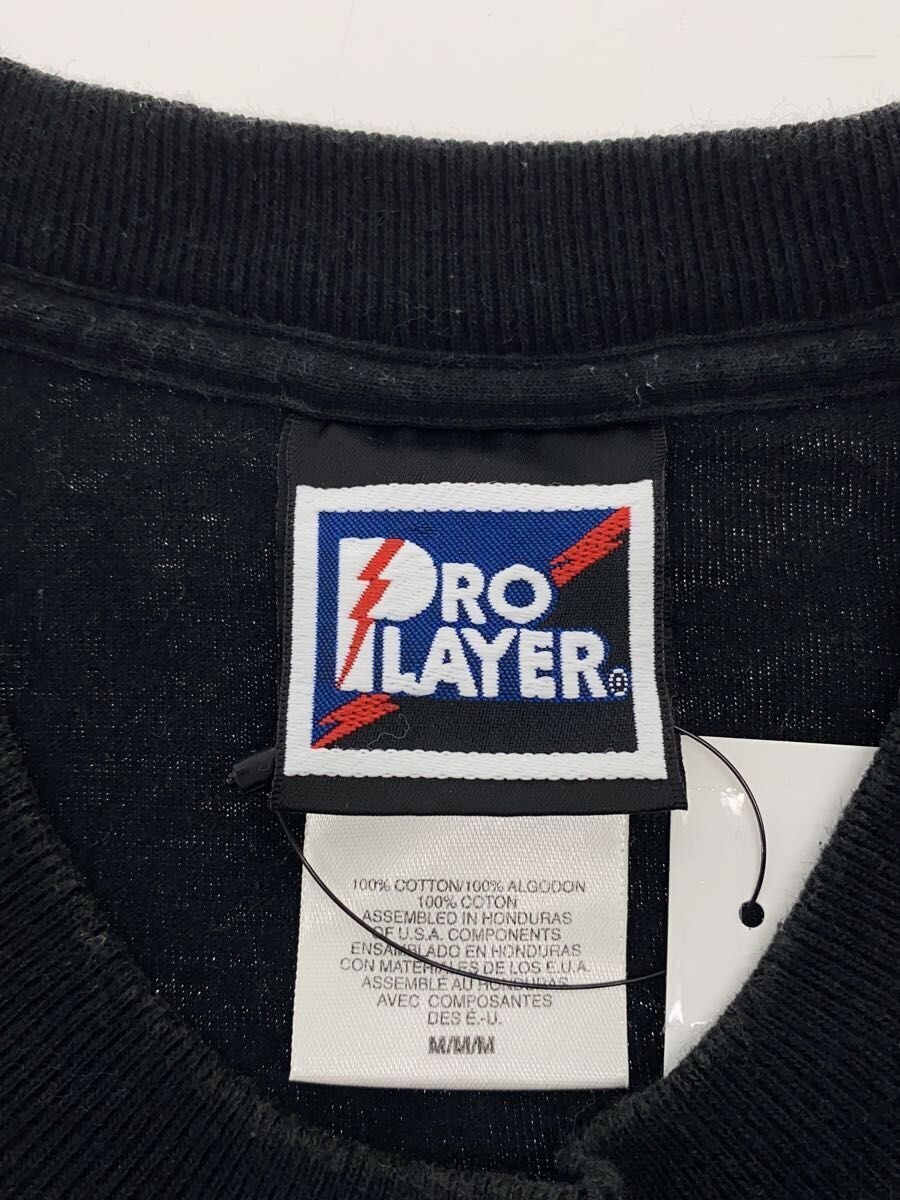 PRO
PLAYER®
100% COTTON/100% ALGODON
100% COTON
ASSEMBLED IN HONDURAS
OF U.S.A. COMPONENTS
ENSAMBLADO EN HONDURAS
CON MATERIALES DE LOS E.U.A.
ASSEMBLE AU HONDURAS
AVEC COMPOSANTES
DES É.-U.
M/M/M